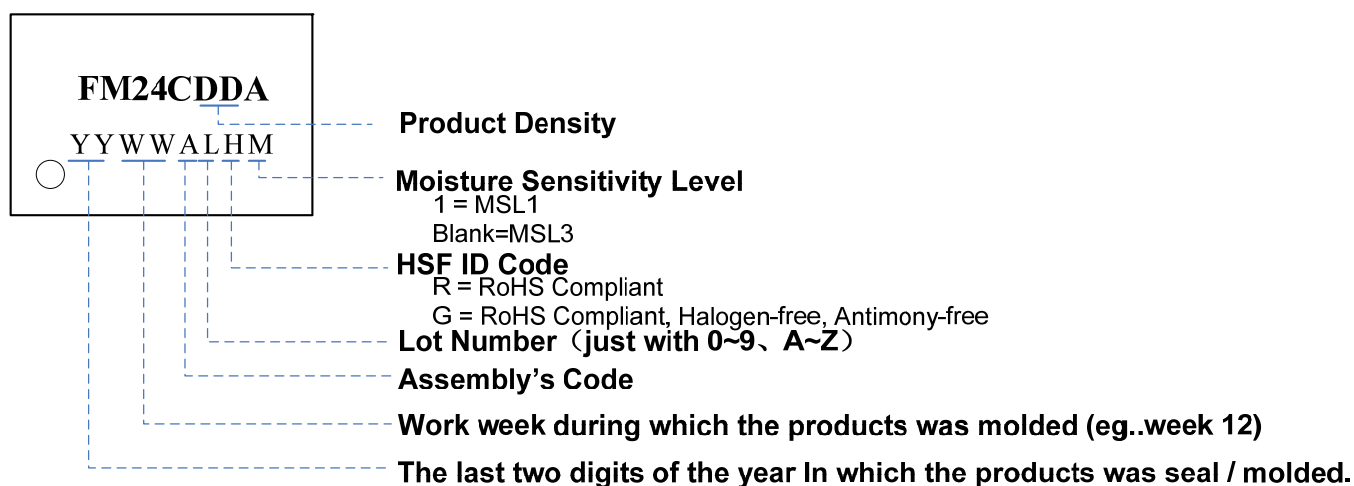 FM24CDDA
YYWWALHM
Product Density
Moisture Sensitivity Level
1 = MSL1
Blank=MSL3
HSF ID Code
R = RoHS Compliant
G = RoHS Compliant, Halogen-free, Antimony-free
Lot Number（just with 0~9、A~Z）
Assembly’s Code
Work week during which the products was molded (eg..week 12)
The last two digits of the year In which the products was seal / molded.